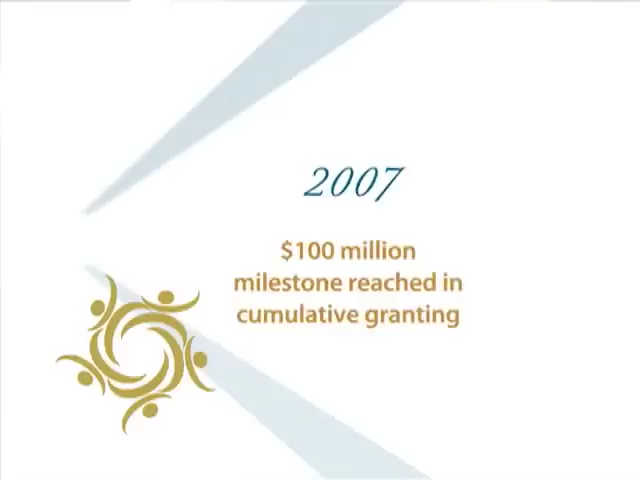 2007
$100 million
milestone reached in
cumulative granting